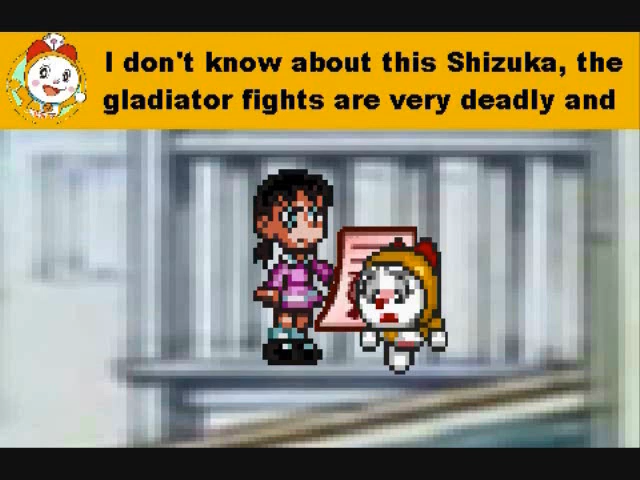 I don't know about this Shizuka, the
gladiator fights are very deadly and